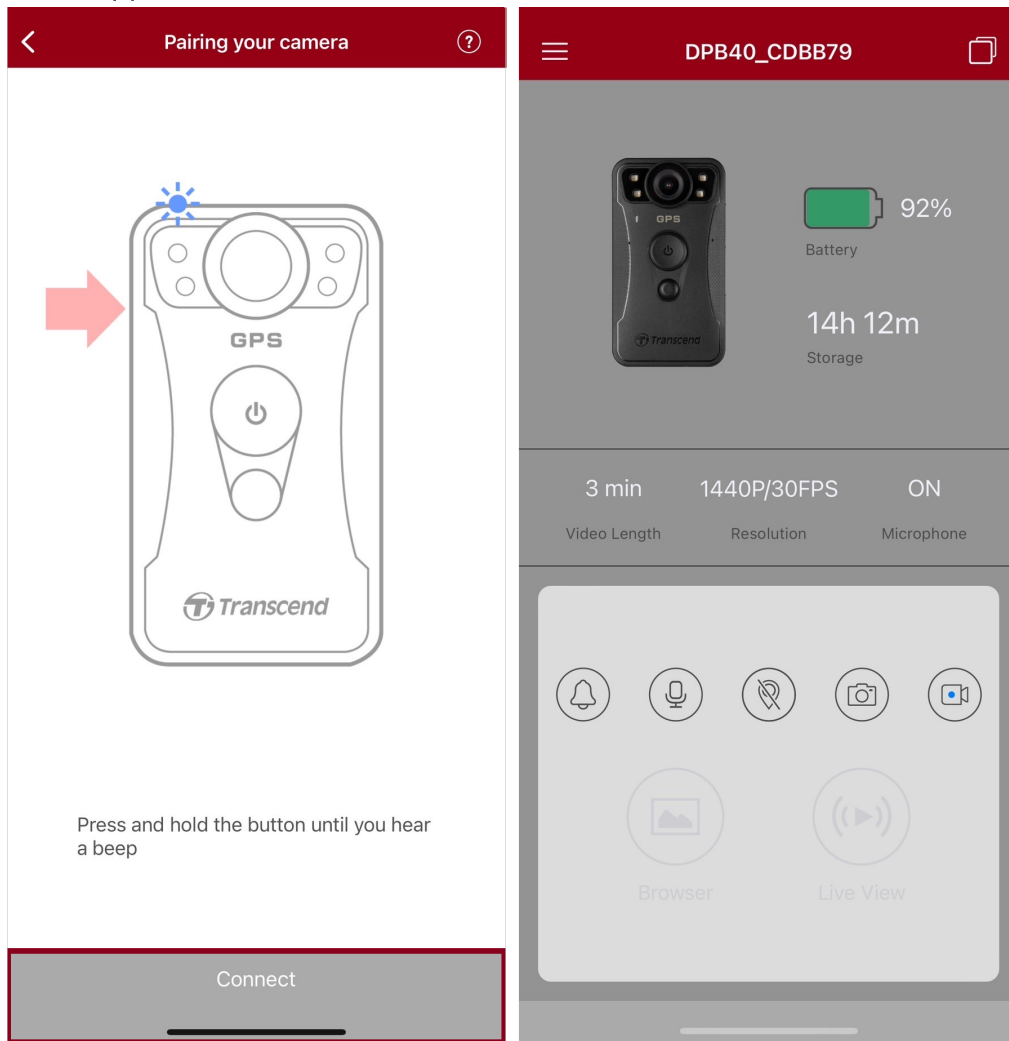 Pairing your camera
?
GPS
Transcend
Press and hold the button until you hear
a beep
Connect
DPB40_CDBB79
GPS
Transcend
92%
Battery
14h 12m
Storage
3 min 1440P/30FPS ON
Video Length Resolution Microphone
Browser Live View